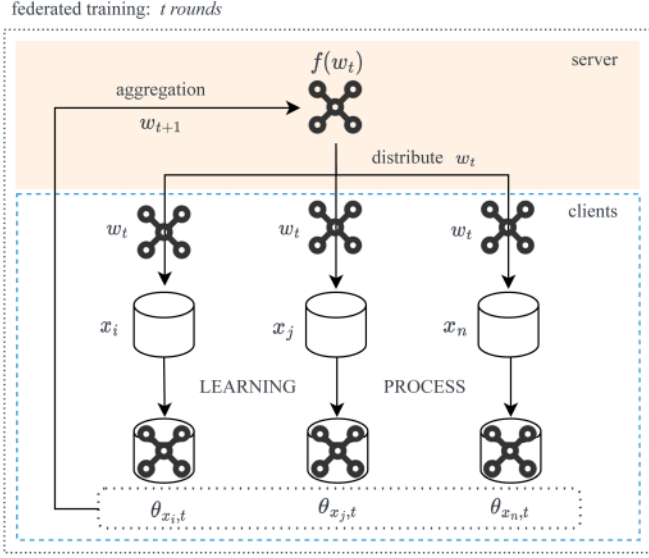 federated training: t rounds
server
f(w_t)
aggregation
w_{t+1}
distribute w_t
clients
w_t w_t w_t
x_i x_j x_n
LEARNING PROCESS
θ_{x_i,t} θ_{x_j,t} θ_{x_n,t}